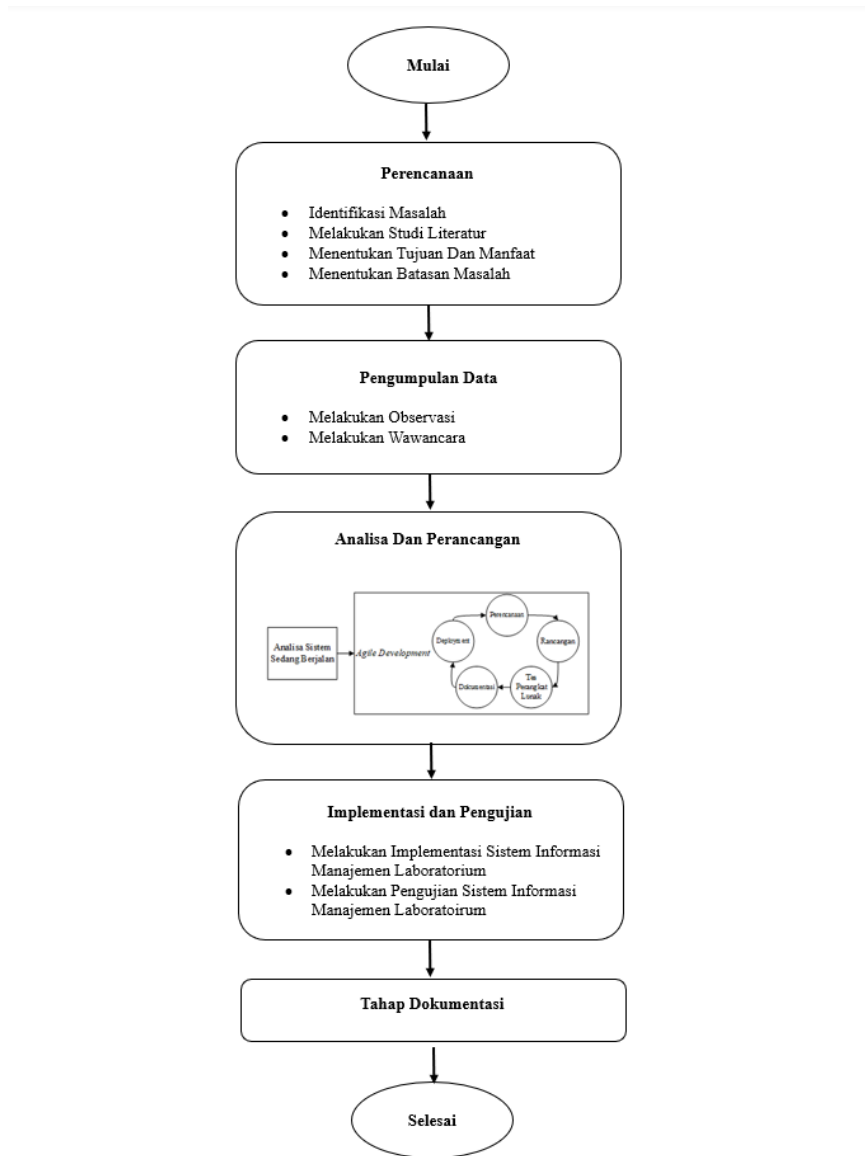 Mulai
Perencanaan
• Identifikasi Masalah
• Melakukan Studi Literatur
• Menentukan Tujuan Dan Manfaat
• Menentukan Batasan Masalah
Pengumpulan Data
• Melakukan Observasi
• Melakukan Wawancara
Analisa Dan Perancangan
Analisa Sistem
Sedang Berjalan
Agile Development
Perencanaan
Rancangan
Tes
Perangkat
Lunak
Dokumentasi
Deployment
Implementasi dan Pengujian
• Melakukan Implementasi Sistem Informasi
Manajemen Laboratorium
• Melakukan Pengujian Sistem Informasi
Manajemen Laboratoirum
Tahap Dokumentasi
Selesai